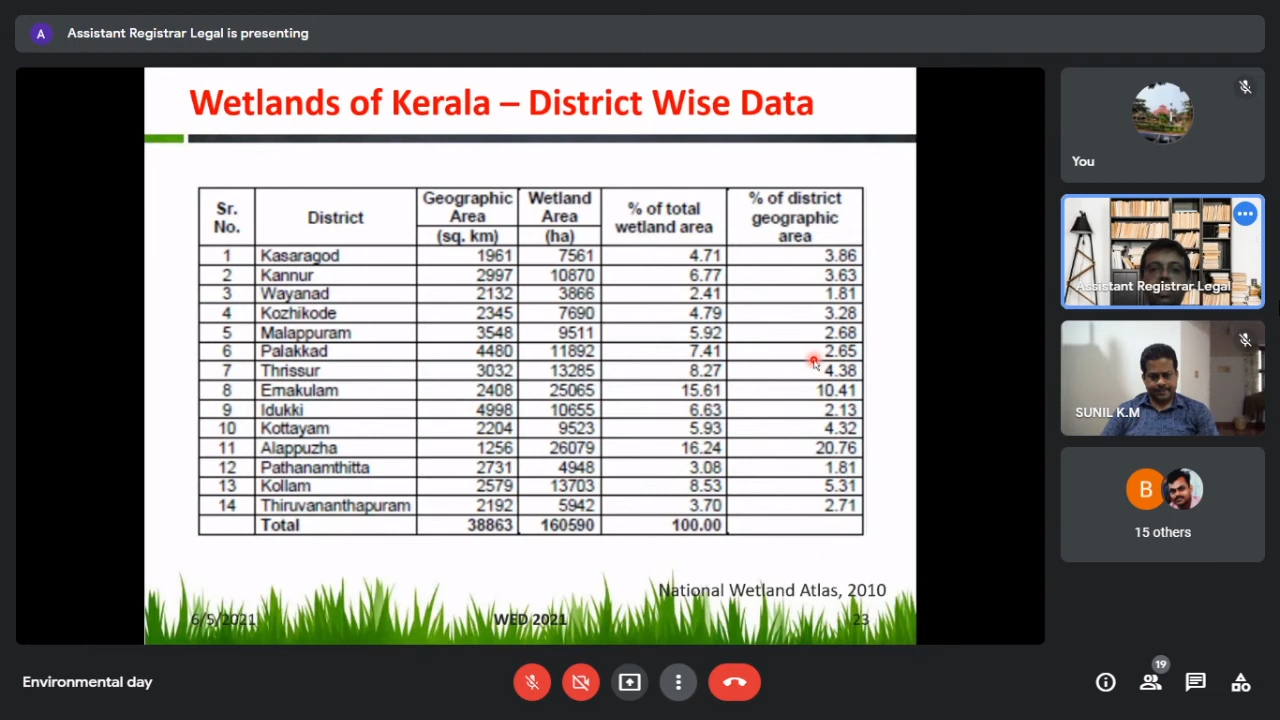 A Assistant Registrar Legal is presenting
Wetlands of Kerala – District Wise Data
Sr. No. District Geographic Area (sq. km) Wetland Area (ha) % of total wetland area % of district geographic area
1 Kasaragod 1961 7561 4.71 3.86
2 Kannur 2997 10870 6.77 3.63
3 Wayanad 2132 3866 2.41 1.81
4 Kozhikode 2345 7690 4.79 3.28
5 Malappuram 3548 9511 5.92 2.68
6 Palakkad 4480 11892 7.41 2.65
7 Thrissur 3032 13285 8.27 4.38
8 Ernakulam 2408 25065 15.61 10.41
9 Idukki 4998 10655 6.63 2.13
10 Kottayam 2204 9523 5.93 4.32
11 Alappuzha 1256 26079 16.24 20.76
12 Pathanamthitta 2731 4948 3.08 1.81
13 Kollam 2579 13703 8.53 5.31
14 Thiruvananthapuram 2192 5942 3.70 2.71
Total 38863 160590 100.00
National Wetland Atlas, 2010
6/5/2021 WED 2021 23
You
Assistant Registrar Legal
SUNIL K.M
B
15 others
Environmental day
19